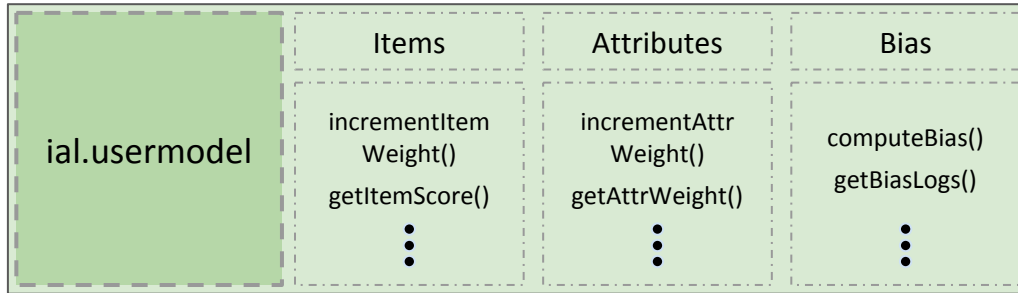 ial.usermodel
Items
incrementItem
Weight()
getItemScore()
Attributes
incrementAttr
Weight()
getAttrWeight()
Bias
computeBias()
getBiasLogs()